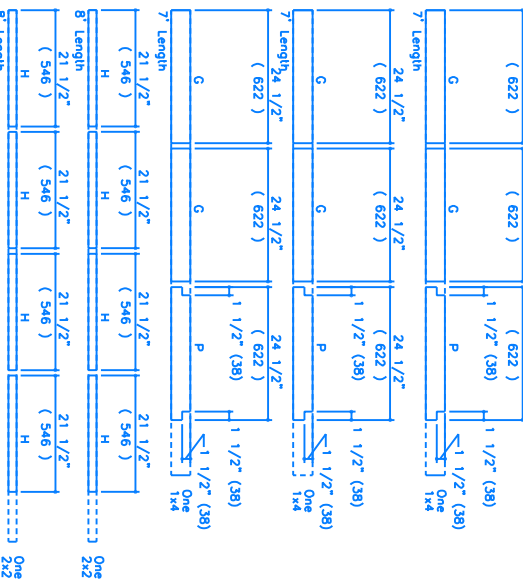 ( 622 ) ( 622 ) ( 622 )
1 1/2" (38) 1 1/2" (38)
G G P 1 1/2" (38)
One
1x4
7' Length
24 1/2" 24 1/2" 24 1/2"
( 622 ) ( 622 ) ( 622 )
1 1/2" (38) 1 1/2" (38)
G G P 1 1/2" (38)
One
1x4
7' Length
24 1/2" 24 1/2" 24 1/2"
( 622 ) ( 622 ) ( 622 )
1 1/2" (38) 1 1/2" (38)
G G P 1 1/2" (38)
One
1x4
7' Length
21 1/2" 21 1/2" 21 1/2" 21 1/2"
( 546 ) ( 546 ) ( 546 ) ( 546 )
H H H H
One
2x2
8' Length
21 1/2" 21 1/2" 21 1/2" 21 1/2"
( 546 ) ( 546 ) ( 546 ) ( 546 )
H H H H
One
2x2
8' Length